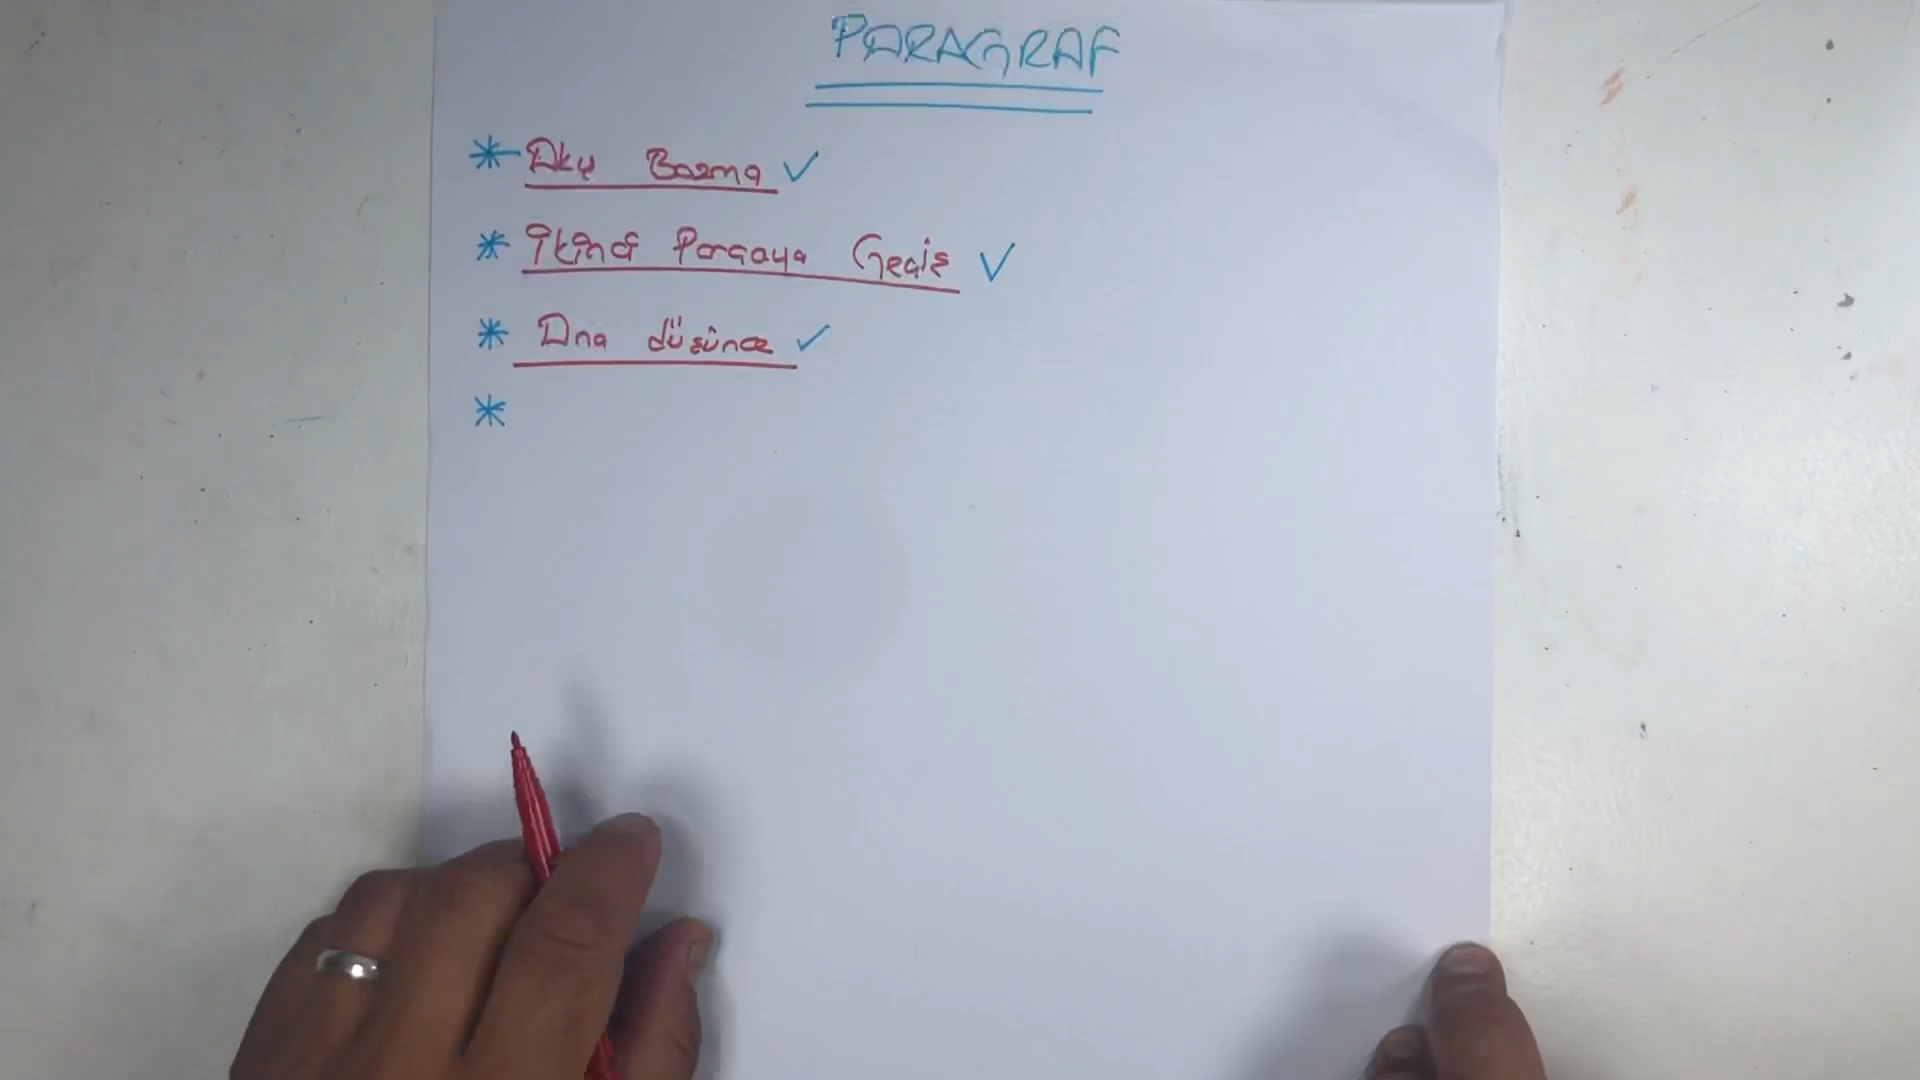 PARAGRAF
* Akış Bozma ✓
* İkinci Parçaya Geçiş ✓
* Ana düşünce ✓
*